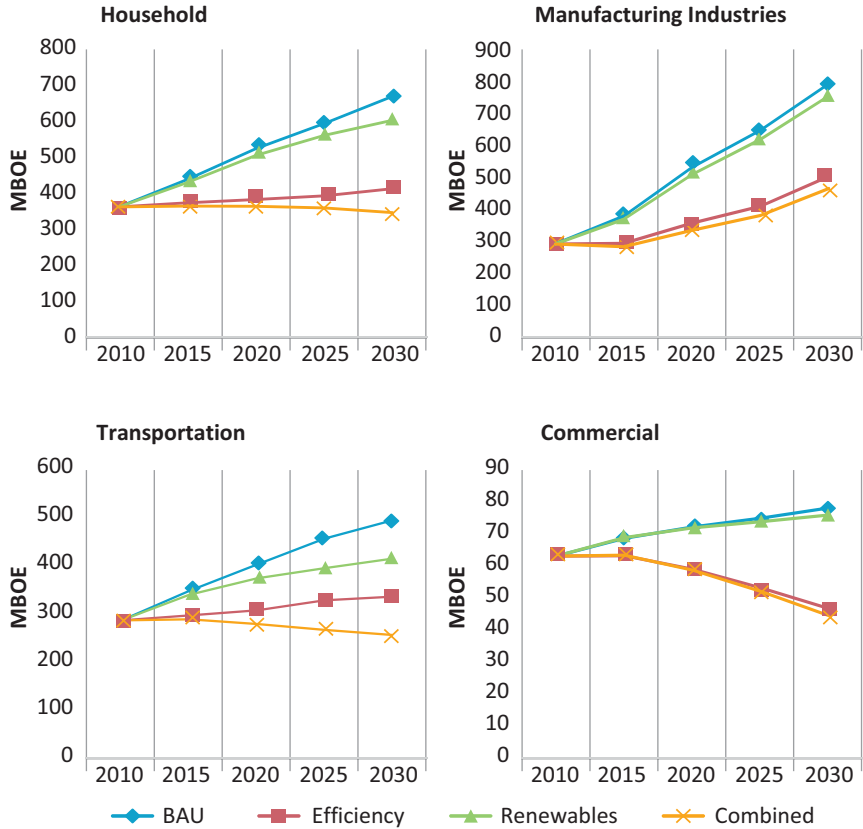 Household
800
700
600
500
400
300
200
100
0
MBOE
2010 2015 2020 2025 2030
Manufacturing Industries
900
800
700
600
500
400
300
200
100
0
MBOE
2010 2015 2020 2025 2030
Transportation
600
500
400
300
200
100
0
MBOE
2010 2015 2020 2025 2030
Commercial
90
80
70
60
50
40
30
20
10
0
MBOE
2010 2015 2020 2025 2030
BAU Efficiency Renewables Combined